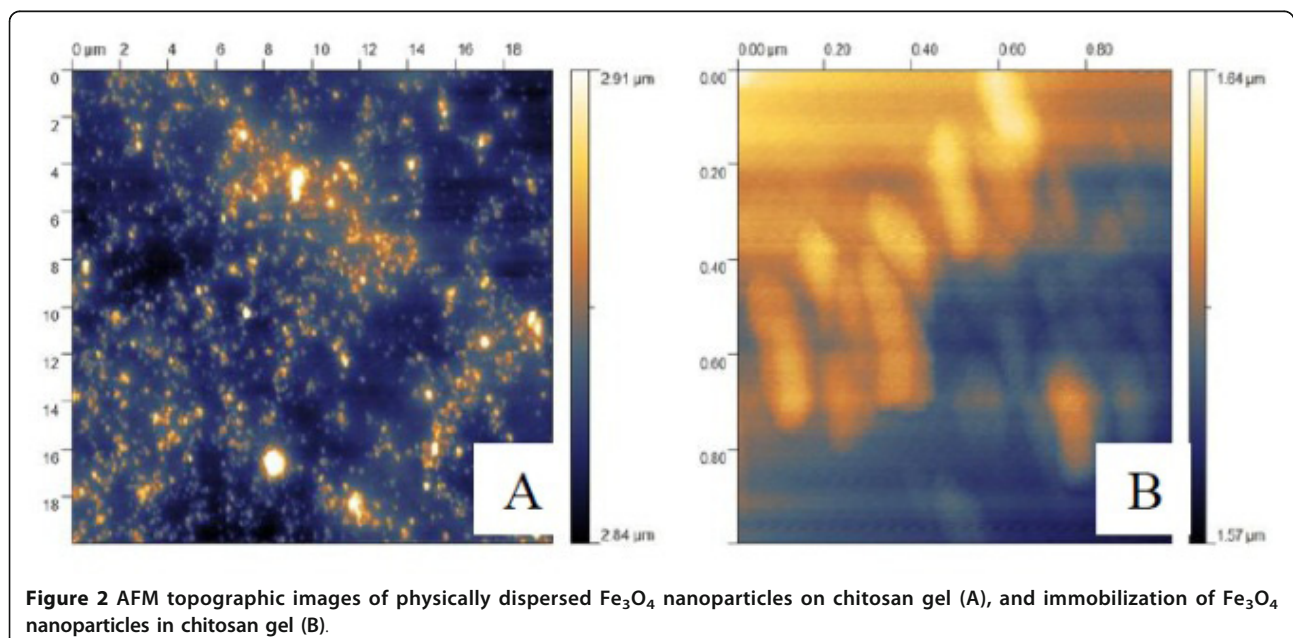 0 µm 2 4 6 8 10 12 14 16 18
0
2
4
6
8
10
12
14
16
18
2.91 µm
2.84 µm
A
0.00 µm 0.20 0.40 0.60 0.80
0.00
0.20
0.40
0.60
0.80
1.64 µm
1.57 µm
B
Figure 2 AFM topographic images of physically dispersed Fe₃O₄ nanoparticles on chitosan gel (A), and immobilization of Fe₃O₄
nanoparticles in chitosan gel (B).